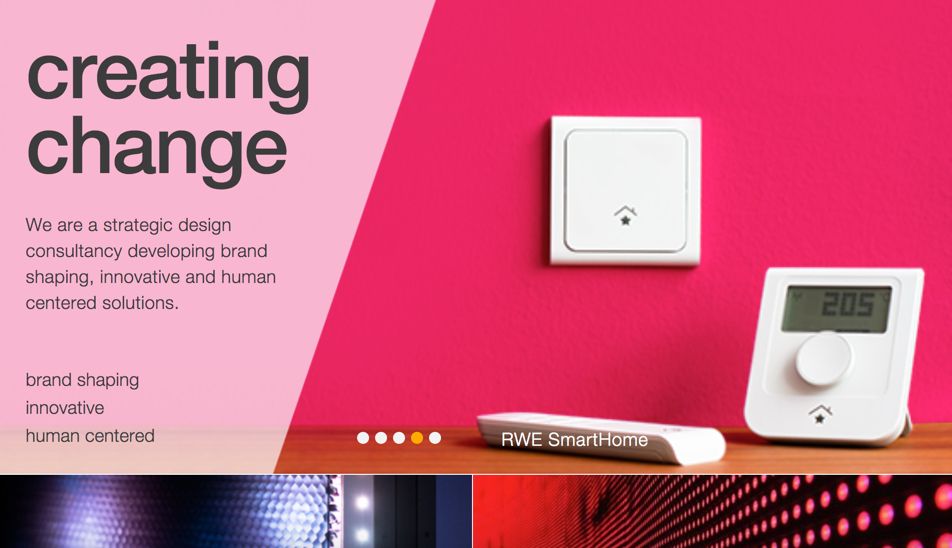 creating
change
We are a strategic design
consultancy developing brand
shaping, innovative and human
centered solutions.
brand shaping
innovative
human centered
205
RWE SmartHome